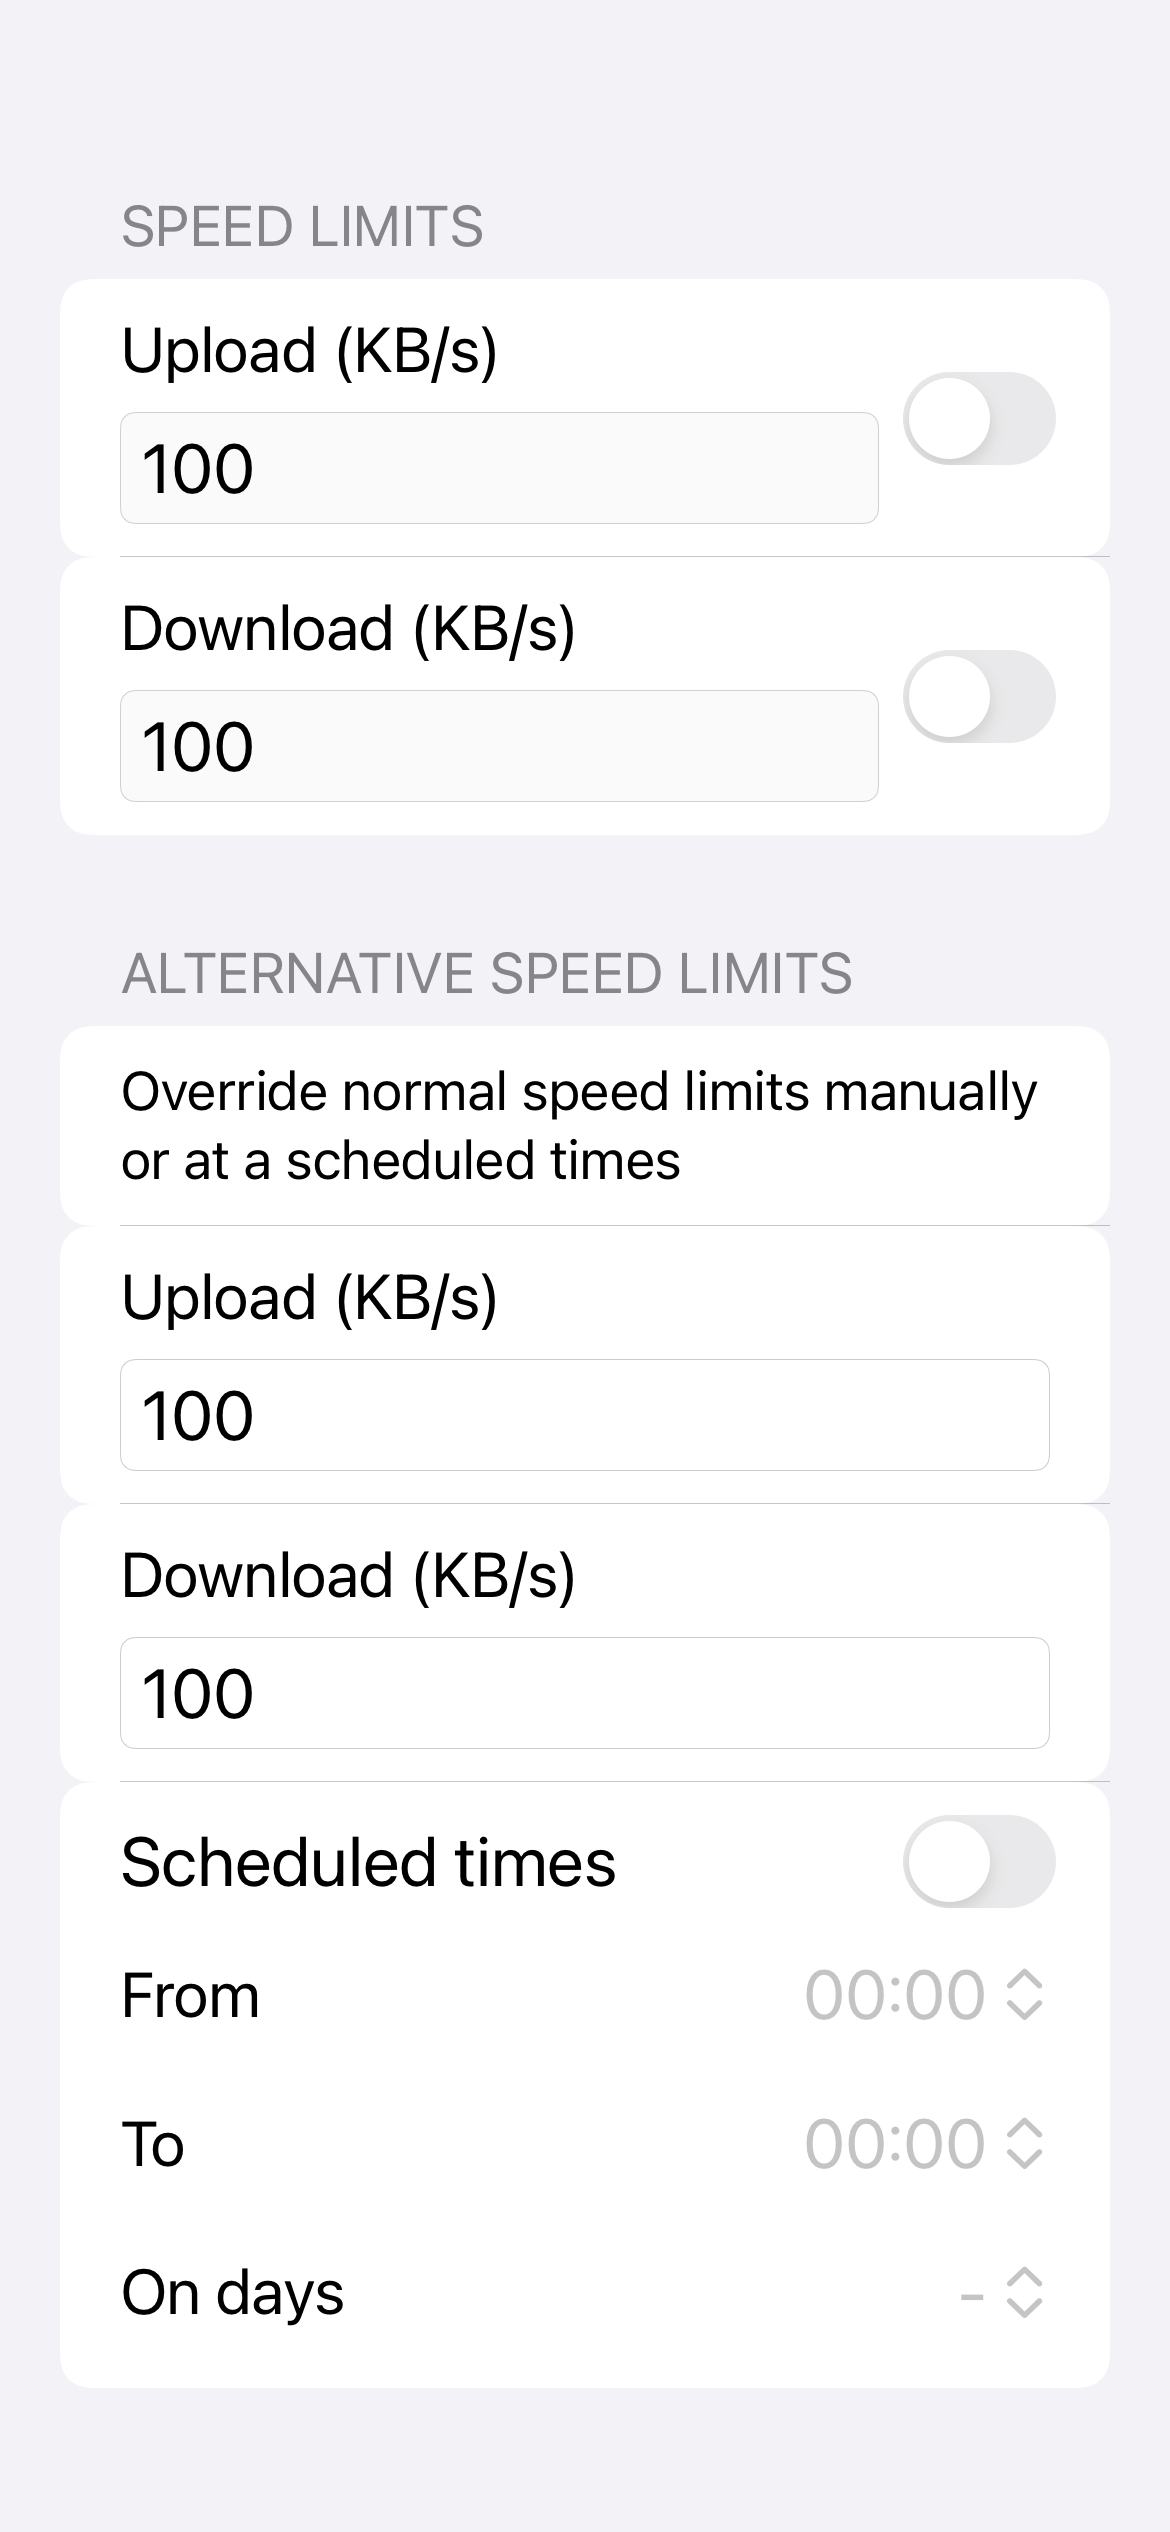 SPEED LIMITS
Upload (KB/s)
100
Download (KB/s)
100
ALTERNATIVE SPEED LIMITS
Override normal speed limits manually
or at a scheduled times
Upload (KB/s)
100
Download (KB/s)
100
Scheduled times
From 00:00
To 00:00
On days -